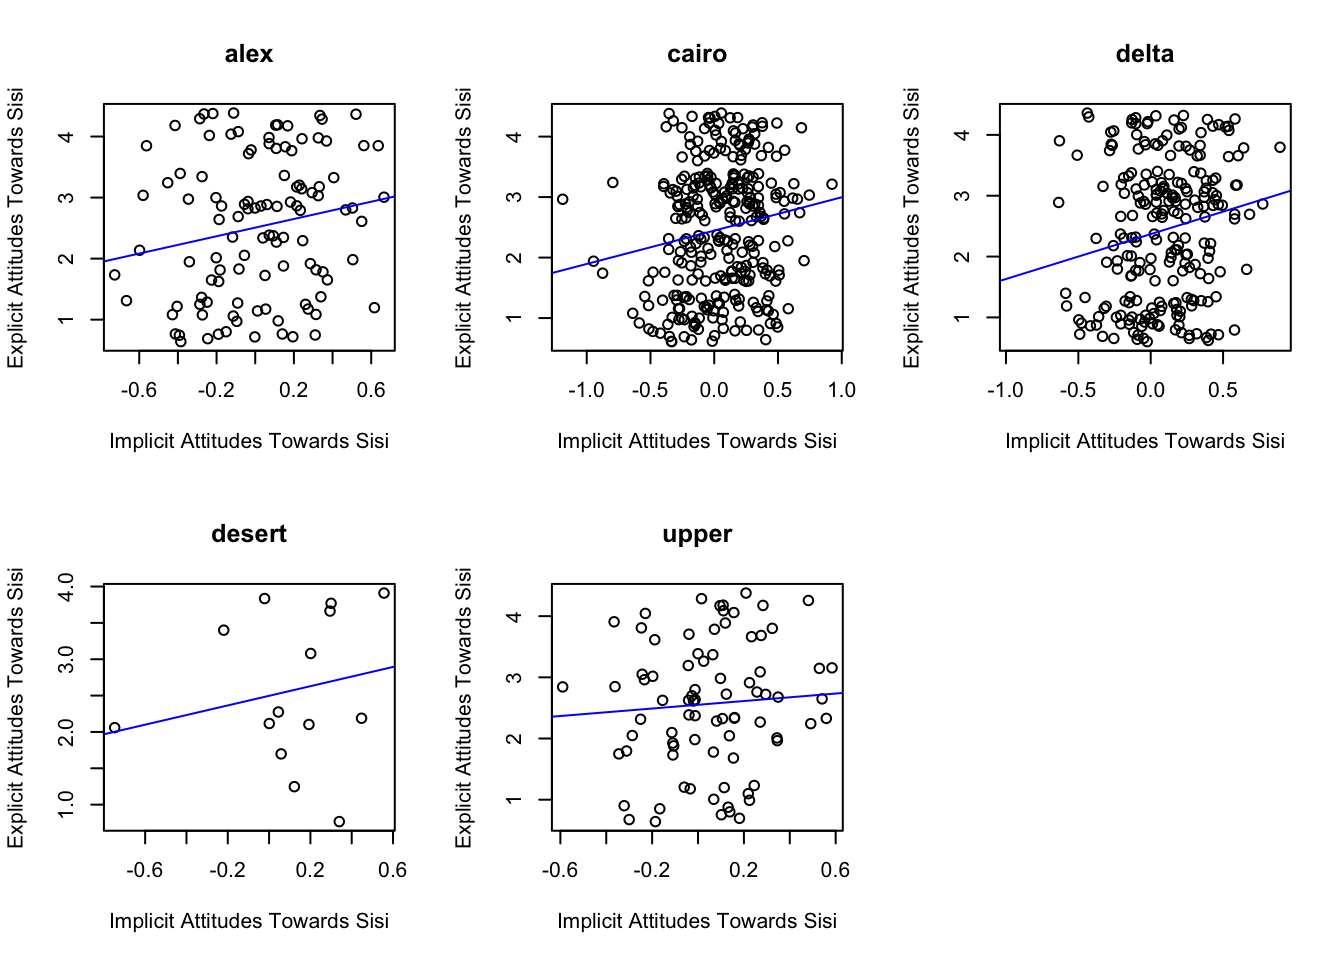 alex
Explicit Attitudes Towards Sisi
4
3
2
1
-0.6 -0.2 0.2 0.6
Implicit Attitudes Towards Sisi
cairo
Explicit Attitudes Towards Sisi
4
3
2
1
-1.0 -0.5 0.0 0.5 1.0
Implicit Attitudes Towards Sisi
delta
Explicit Attitudes Towards Sisi
4
3
2
1
-1.0 -0.5 0.0 0.5
Implicit Attitudes Towards Sisi
desert
Explicit Attitudes Towards Sisi
4.0
3.0
2.0
1.0
-0.6 -0.2 0.2 0.6
Implicit Attitudes Towards Sisi
upper
Explicit Attitudes Towards Sisi
4
3
2
1
-0.6 -0.2 0.2 0.6
Implicit Attitudes Towards Sisi